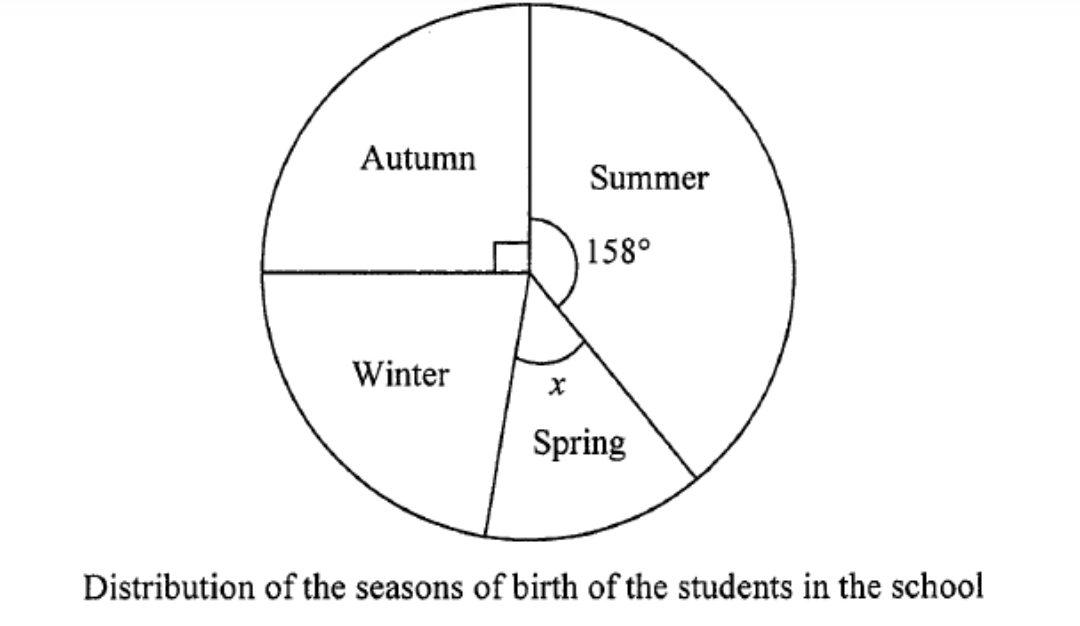 Autumn
Summer
158°
Winter
x
Spring
Distribution of the seasons of birth of the students in the school